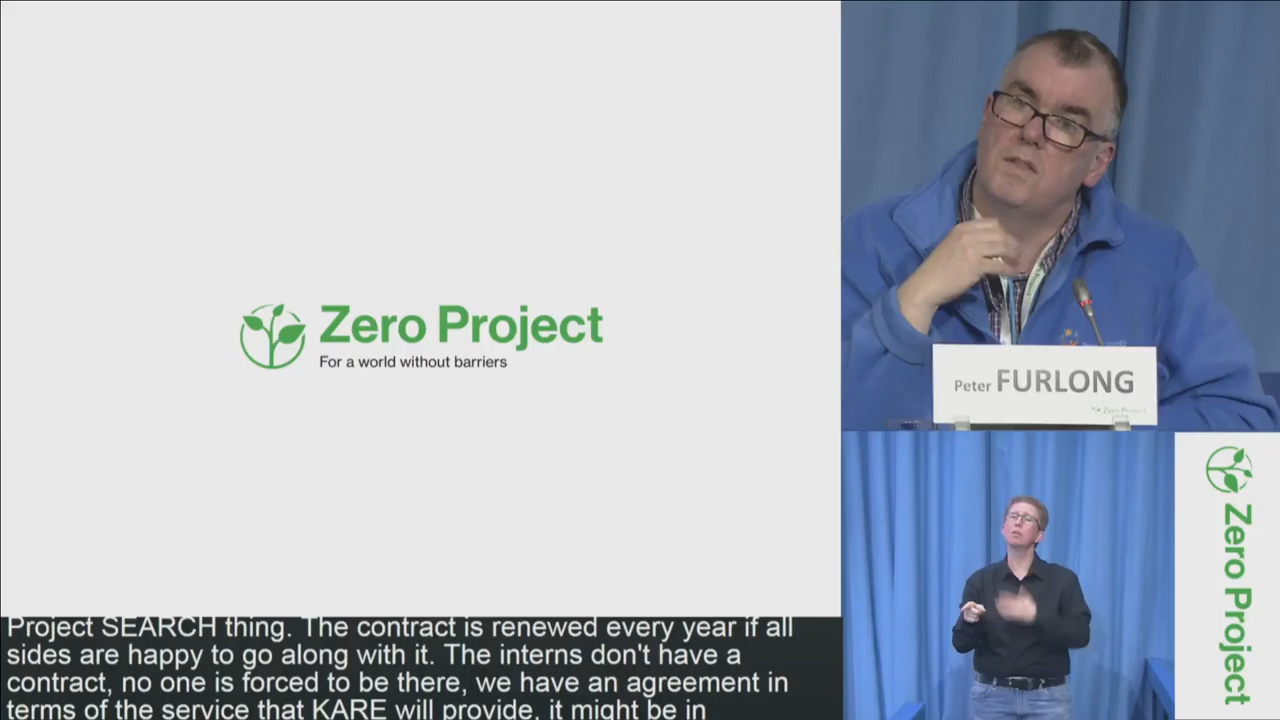 Zero Project
For a world without barriers
Peter FURLONG
Zero Project
Zero Project
Project SEARCH thing. The contract is renewed every year if all
sides are happy to go along with it. The interns don't have a
contract, no one is forced to be there, we have an agreement in
terms of the service that KARE will provide, it might be in